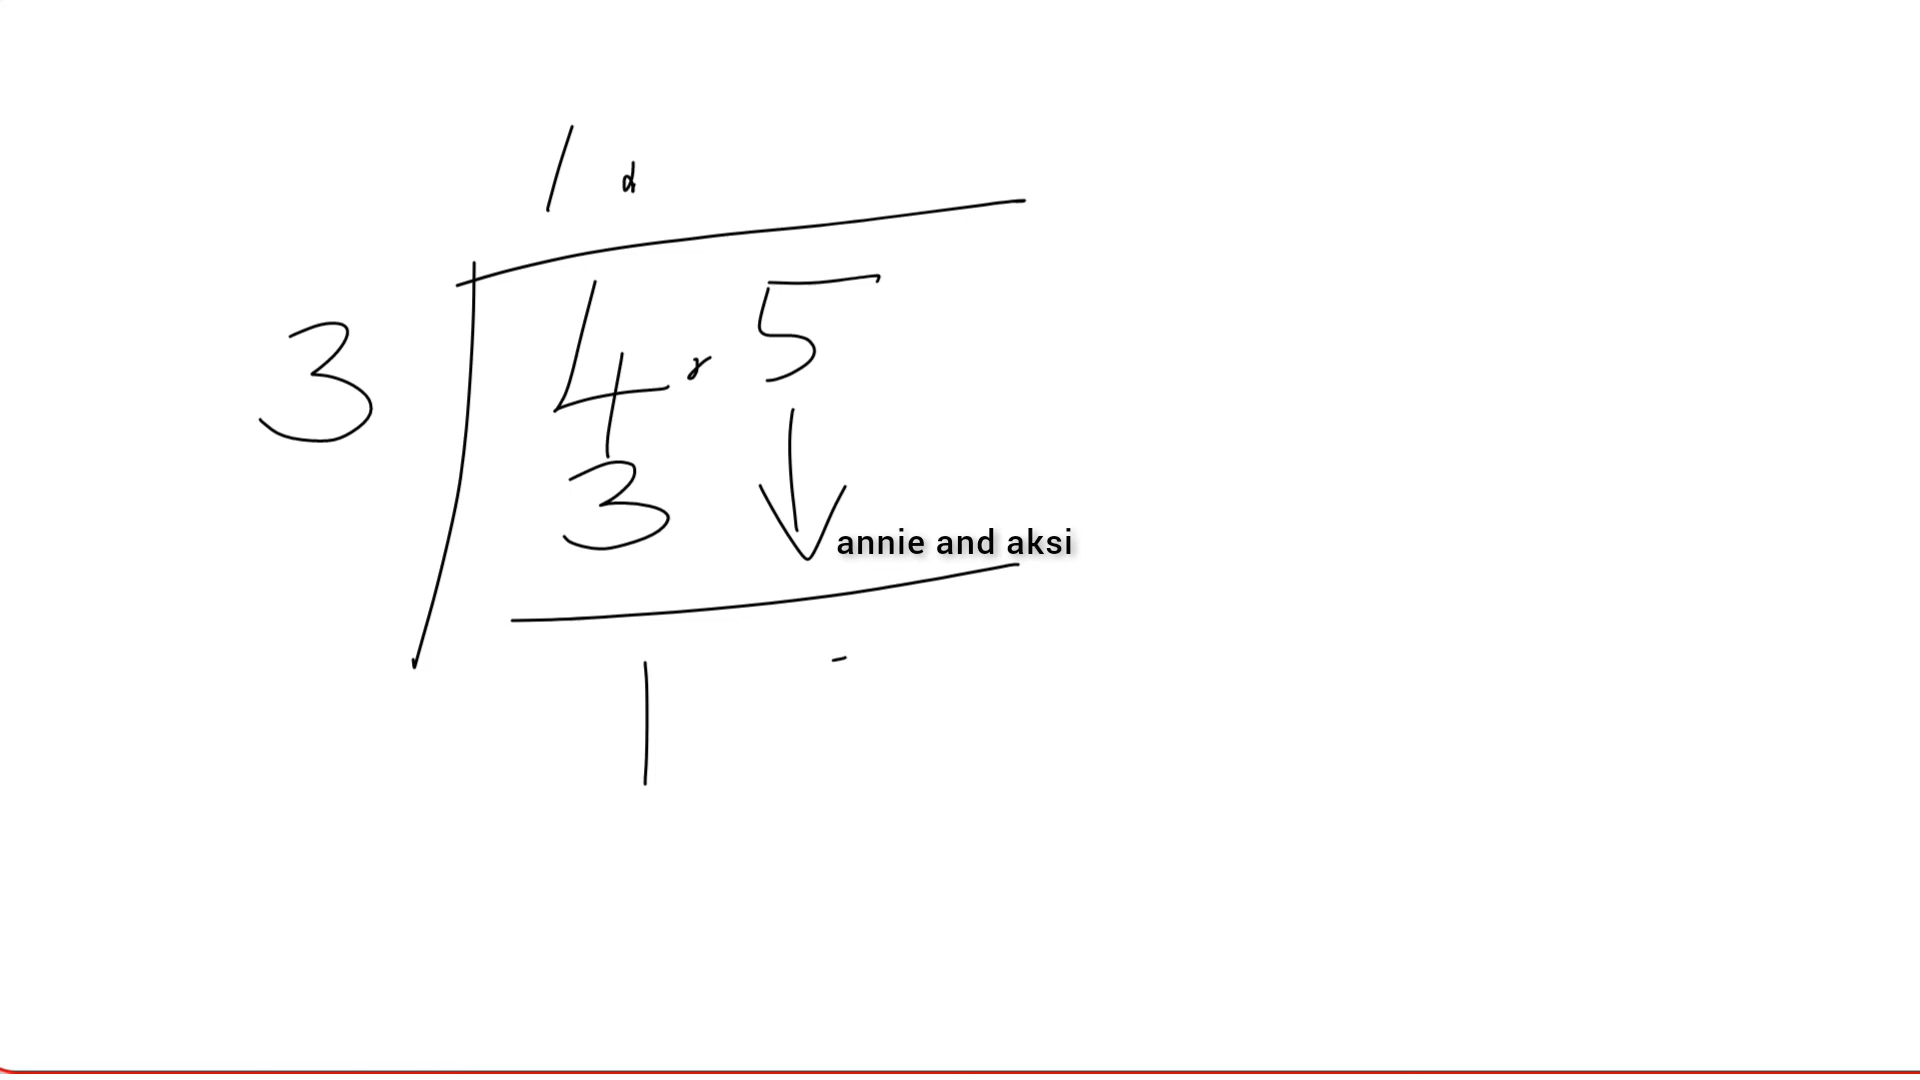 1 .
3 4 . 5
3
annie and aksi
1 -